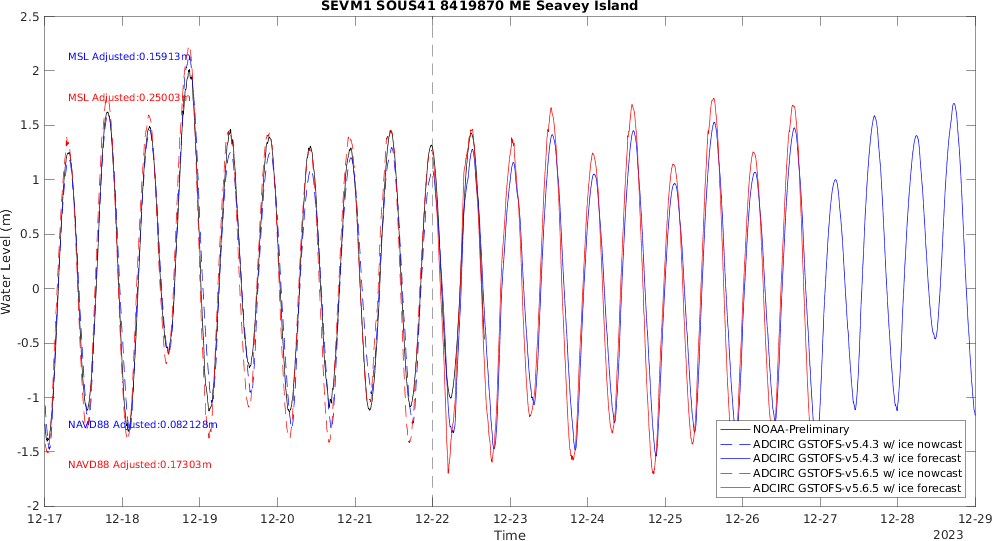 SEVM1 SOUS41 8419870 ME Seavey Island
2.5
2
1.5
1
0.5
0
-0.5
-1
-1.5
-2
Water Level (m)
MSL Adjusted:0.15913m
MSL Adjusted:0.25003m
NAVD88 Adjusted:0.082128m
NAVD88 Adjusted:0.17303m
NOAA-Preliminary
ADCIRC GSTOFS-v5.4.3 w/ ice nowcast
ADCIRC GSTOFS-v5.4.3 w/ ice forecast
ADCIRC GSTOFS-v5.6.5 w/ ice nowcast
ADCIRC GSTOFS-v5.6.5 w/ ice forecast
12-17 12-18 12-19 12-20 12-21 12-22 12-23 12-24 12-25 12-26 12-27 12-28 12-29
Time
2023